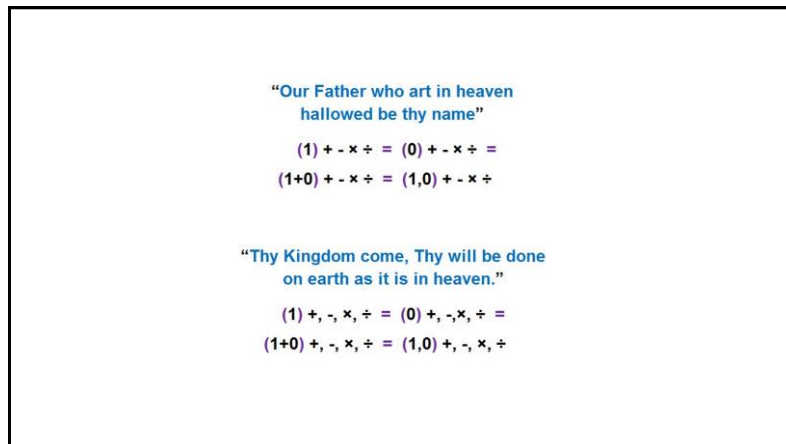 “Our Father who art in heaven
hallowed be thy name”
(1) + - × ÷ = (0) + - × ÷ =
(1+0) + - × ÷ = (1,0) + - × ÷
“Thy Kingdom come, Thy will be done
on earth as it is in heaven.”
(1) +, -, ×, ÷ = (0) +, -,×, ÷ =
(1+0) +, -, ×, ÷ = (1,0) +, -, ×, ÷